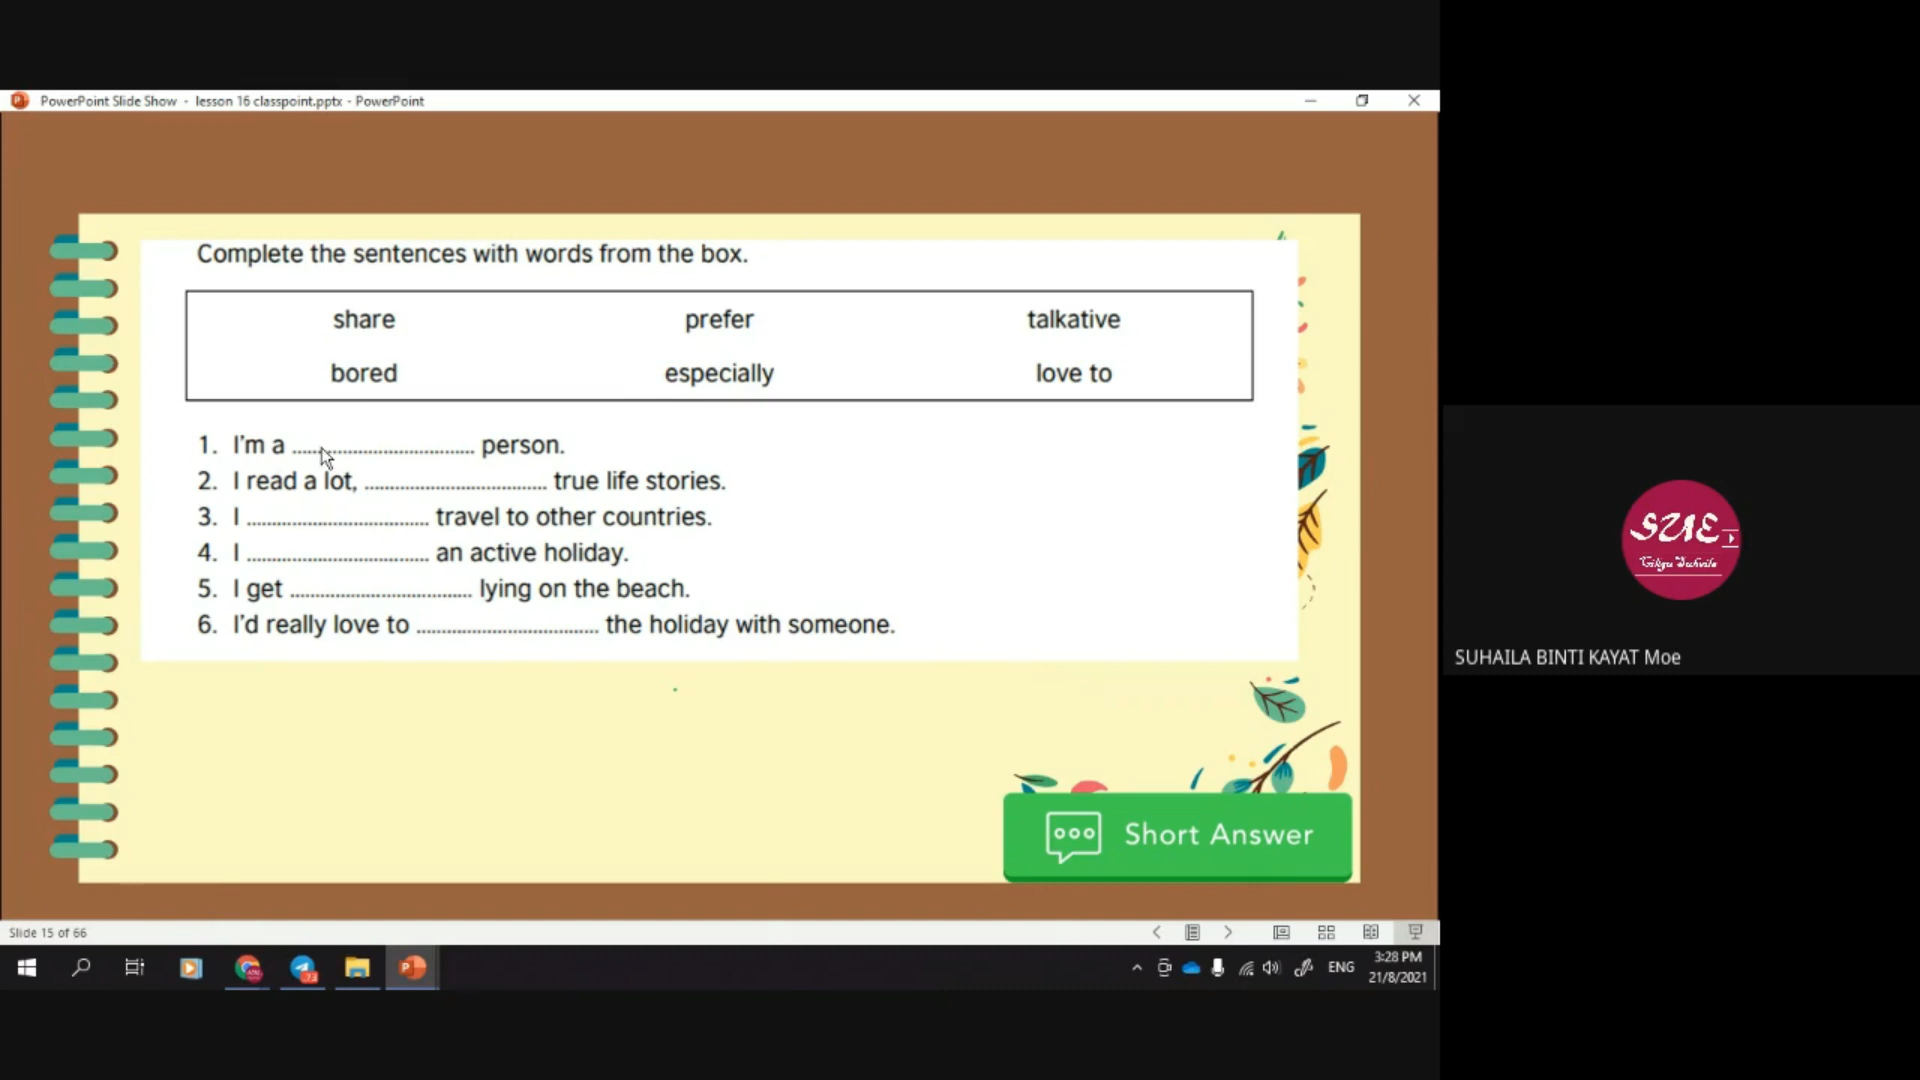 PowerPoint Slide Show - lesson 16 classpoint.pptx - PowerPoint
Complete the sentences with words from the box.
share prefer talkative
bored especially love to
1. I'm a .................................... person.
2. I read a lot, .................................... true life stories.
3. I .................................... travel to other countries.
4. I .................................... an active holiday.
5. I get .................................... lying on the beach.
6. I'd really love to .................................... the holiday with someone.
Short Answer
Slide 15 of 66
ENG
3:28 PM
21/8/2021
SUHAILA BINTI KAYAT Moe